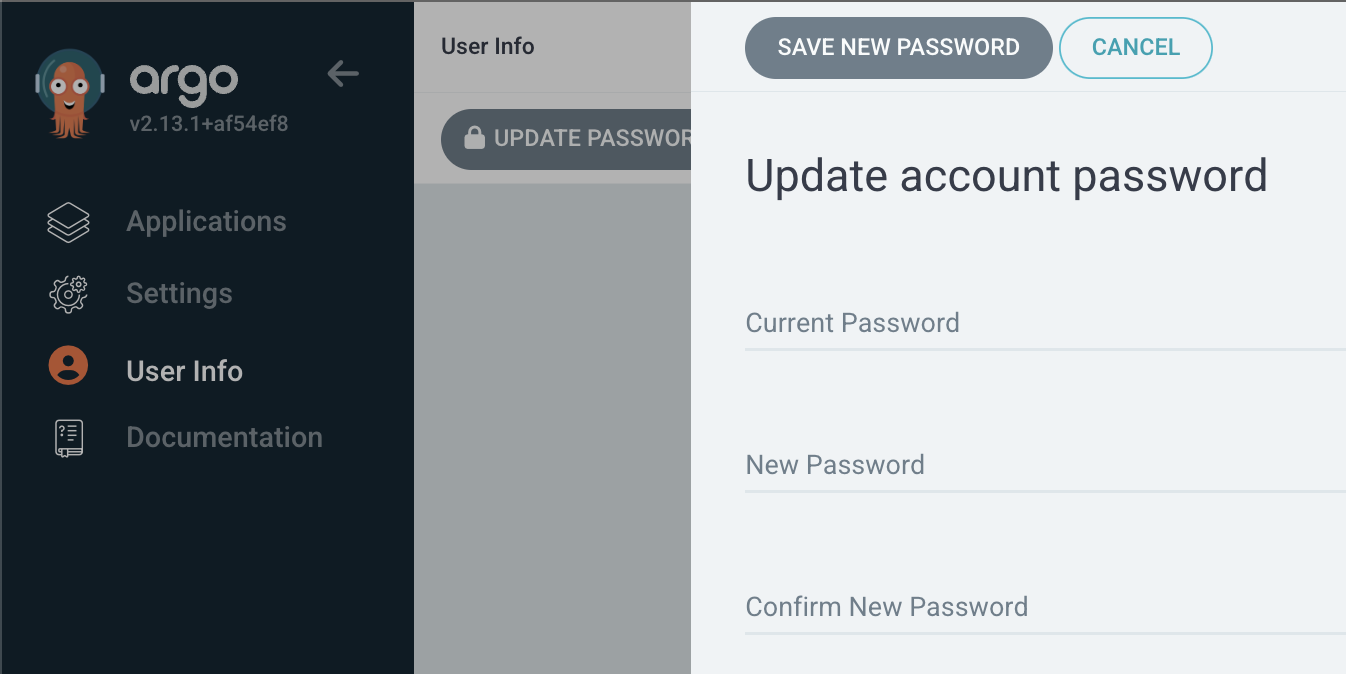 argo
v2.13.1+af54ef8
Applications
Settings
User Info
Documentation
User Info
UPDATE PASSWOR
SAVE NEW PASSWORD
CANCEL
Update account password
Current Password
New Password
Confirm New Password